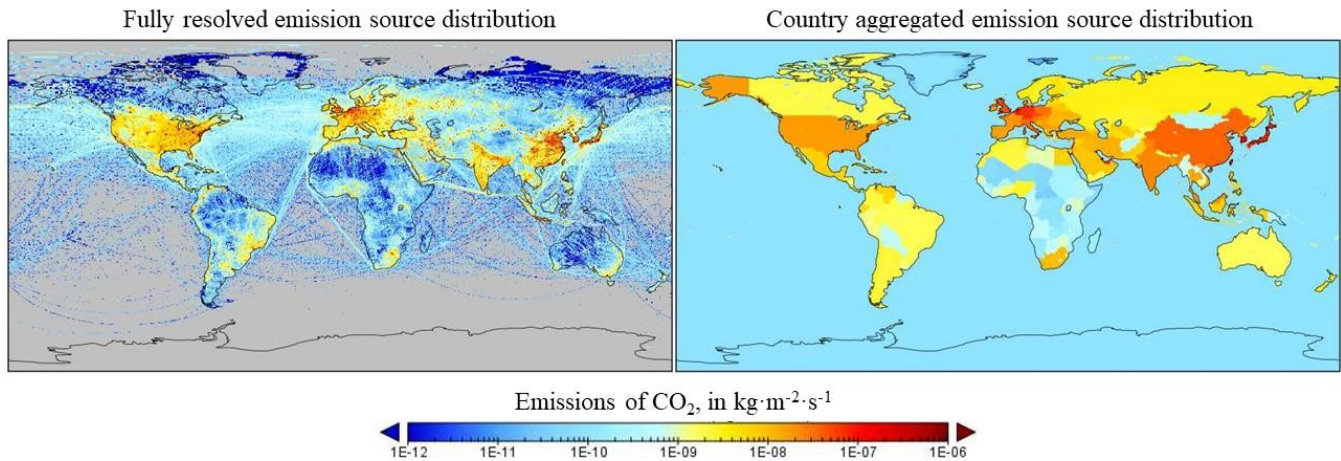 Fully resolved emission source distribution
Country aggregated emission source distribution
Emissions of CO₂, in kg·m⁻²·s⁻¹
1E-12 1E-11 1E-10 1E-09 1E-08 1E-07 1E-06